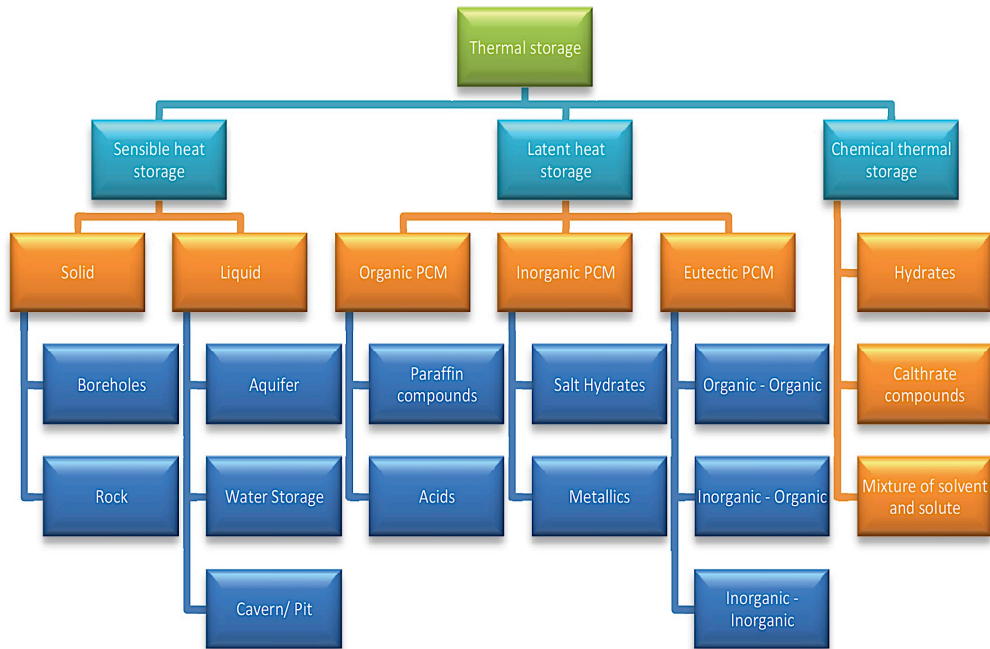 Thermal storage
Sensible heat
storage
Latent heat
storage
Chemical thermal
storage
Solid
Liquid
Organic PCM
Inorganic PCM
Eutectic PCM
Hydrates
Boreholes
Aquifer
Paraffin
compounds
Salt Hydrates
Organic - Organic
Calthrate
compounds
Rock
Water Storage
Acids
Metallics
Inorganic - Organic
Mixture of solvent
and solute
Cavern/ Pit
Inorganic -
Inorganic